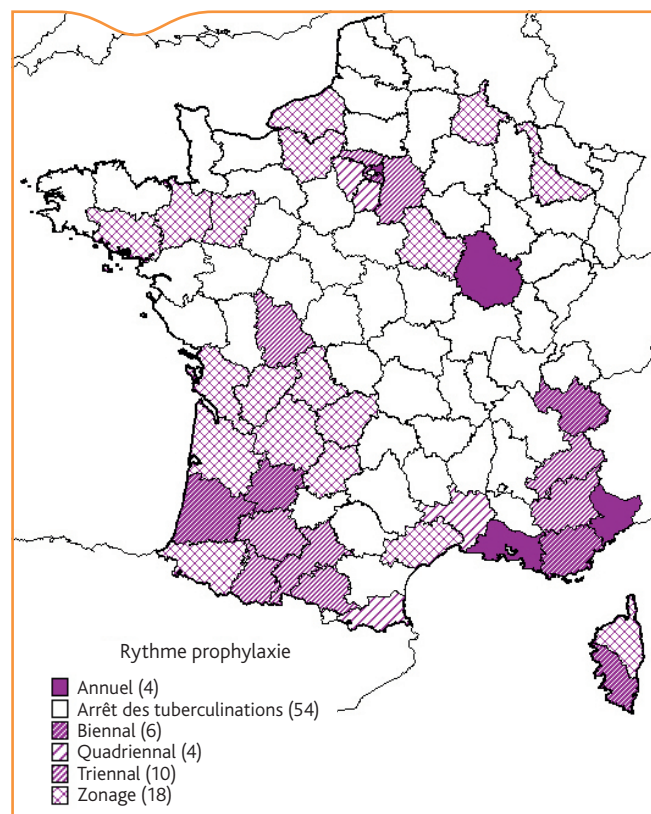 Rythme prophylaxie
Annuel (4)
Arrêt des tuberculinations (54)
Biennal (6)
Quadriennal (4)
Triennal (10)
Zonage (18)